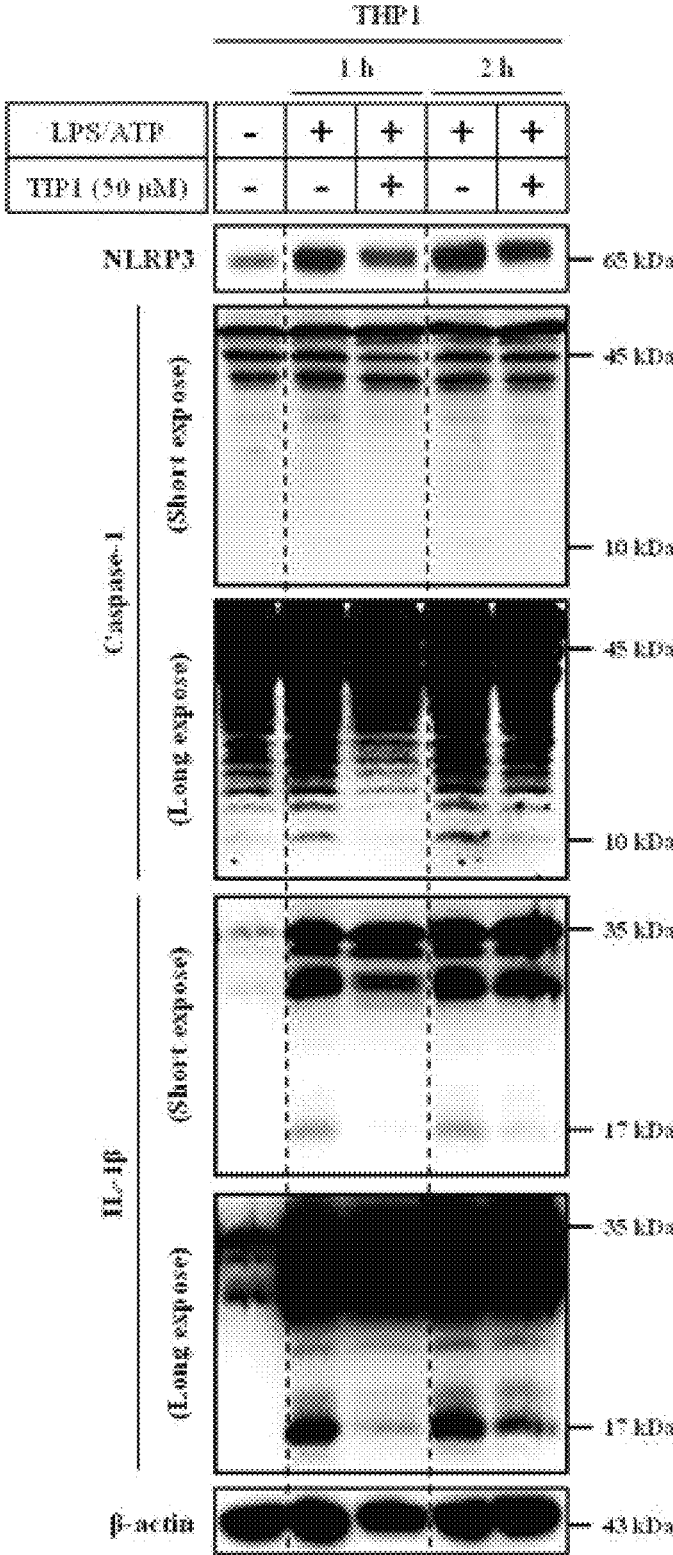 THP1
1 h 2 h
LPS/ATP - + + + +
TIP1 (50 μM) - - + - +
NLRP3 65 kDa
Caspase-1
(Short expose)
45 kDa
10 kDa
(Long expose)
45 kDa
10 kDa
IL-1β
(Short expose)
35 kDa
17 kDa
(Long expose)
35 kDa
17 kDa
β-actin 43 kDa